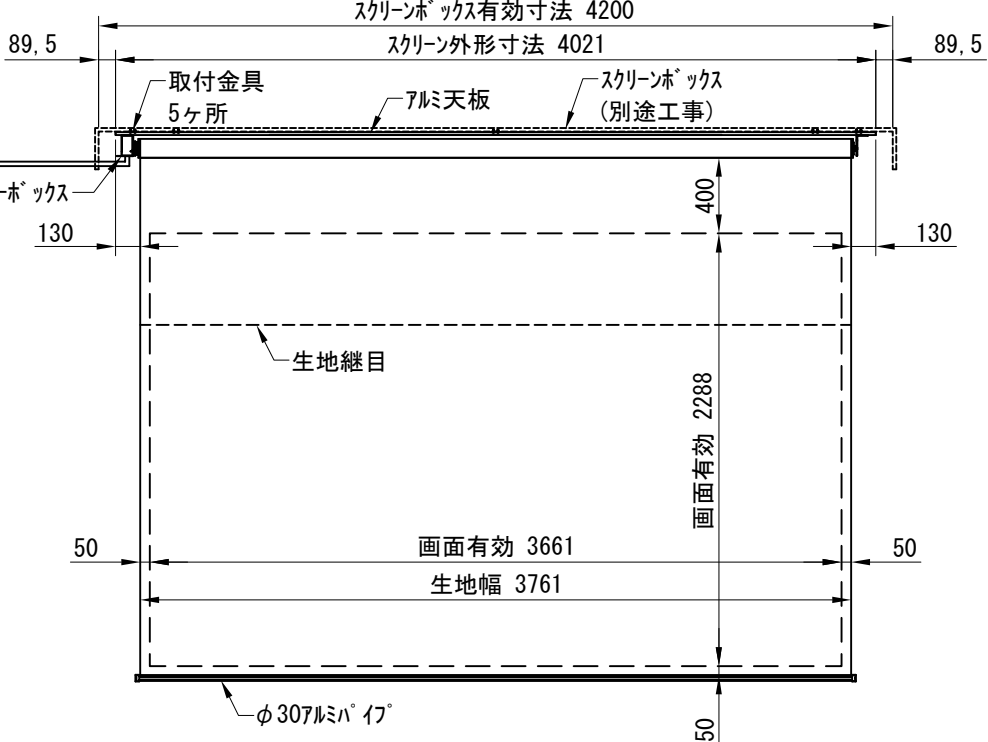 スクリーンボックス有効寸法 4200
89,5
スクリーン外形寸法 4021
89,5
取付金具
5ヶ所
アルミ天板
スクリーンボックス
(別途工事)
ーボックス
400
130
130
生地継目
画面有効 2288
50
画面有効 3661
50
生地幅 3761
φ30アルミパイプ
50